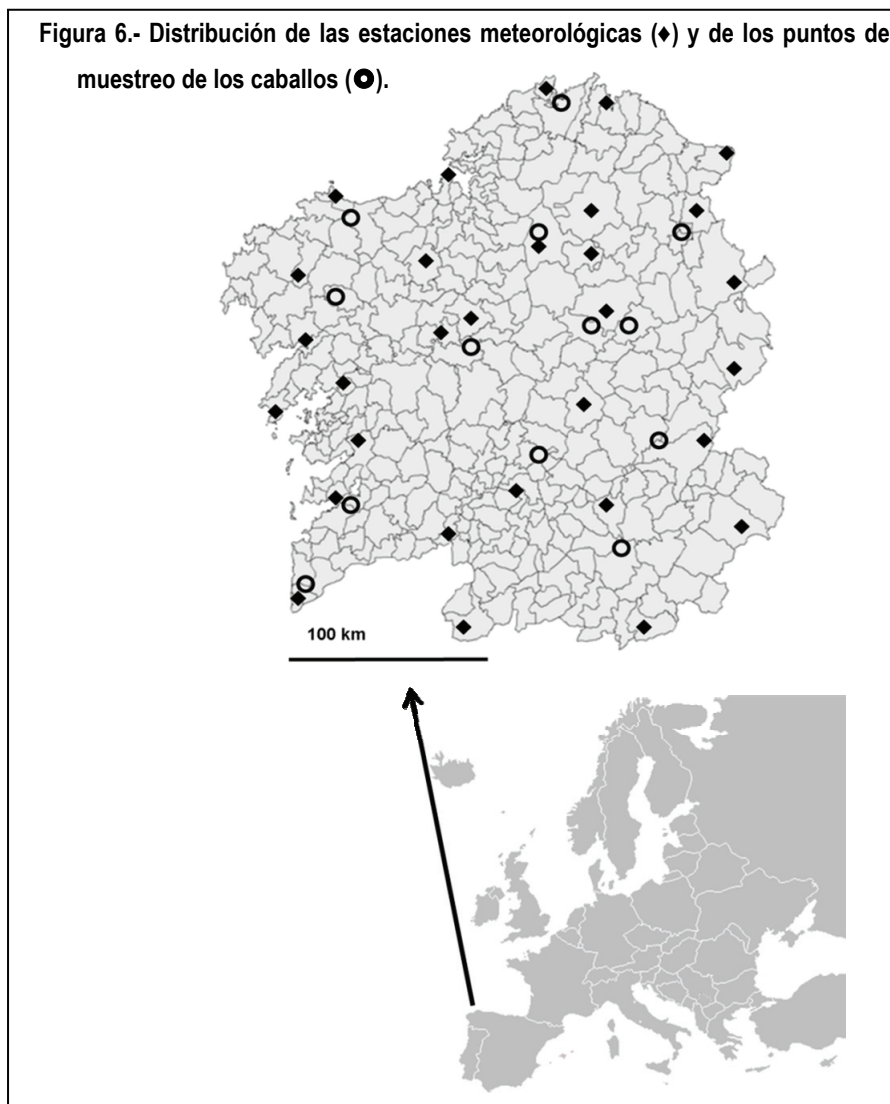 Figura 6.- Distribución de las estaciones meteorológicas (♦) y de los puntos de
muestreo de los caballos (🞊).
100 km